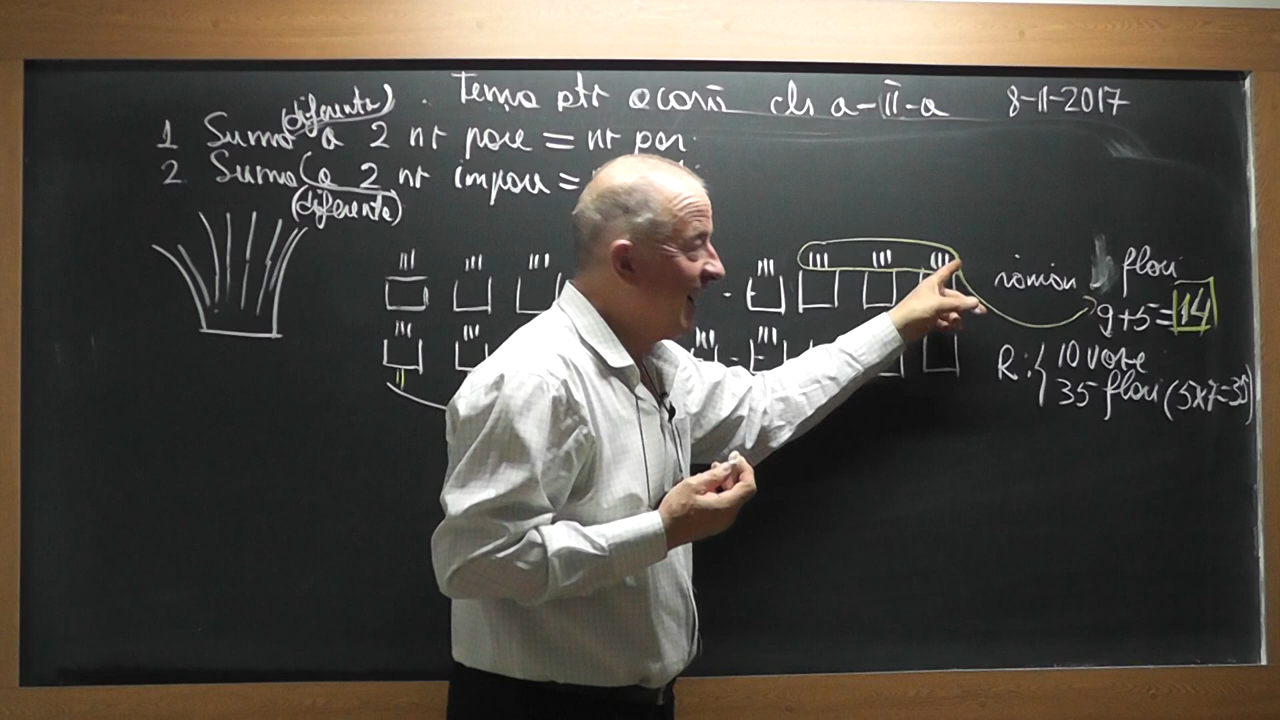 Tema ptr acasă cls a-II-a 8-11-2017
(diferenta)
1 Suma a 2 nr pare = nr par
2 Suma (a 2 nr impare =
(diferenta)
rămân flori
9+5=14
R: 10 vaze
35 flori (5x7=35)